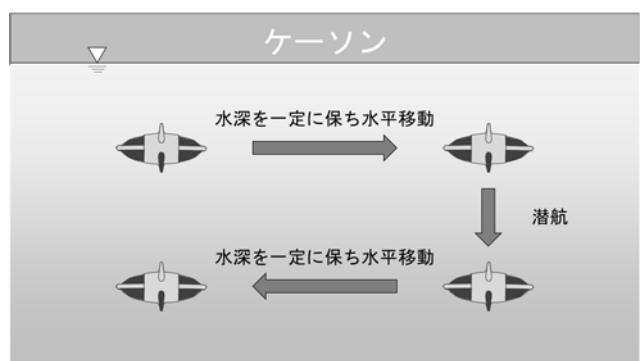 ケーソン
水深を一定に保ち水平移動
潜航
水深を一定に保ち水平移動